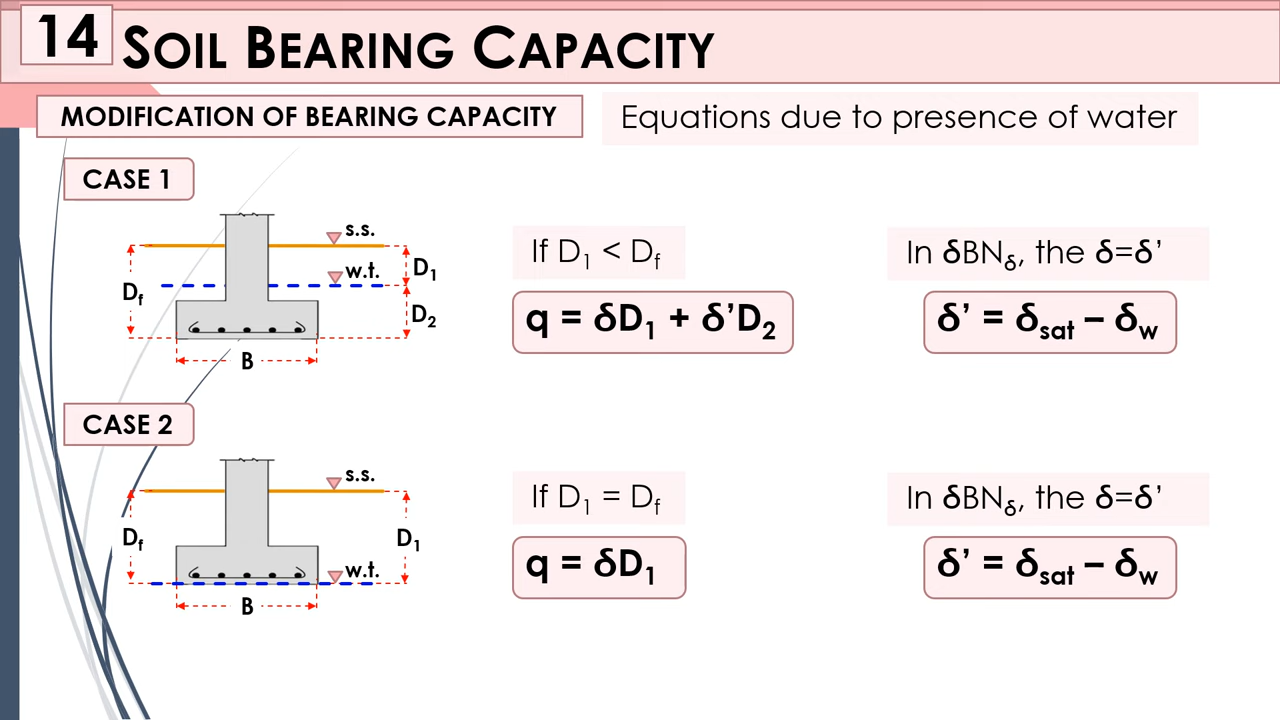 14 SOIL BEARING CAPACITY
MODIFICATION OF BEARING CAPACITY
Equations due to presence of water
CASE 1
s.s.
w.t.
D₁
D₂
Df
B
If D₁ < Df
q = δD₁ + δ’D₂
In δBNδ, the δ=δ’
δ’ = δsat – δw
CASE 2
s.s.
Df
D₁
w.t.
B
If D₁ = Df
q = δD₁
In δBNδ, the δ=δ’
δ’ = δsat – δw